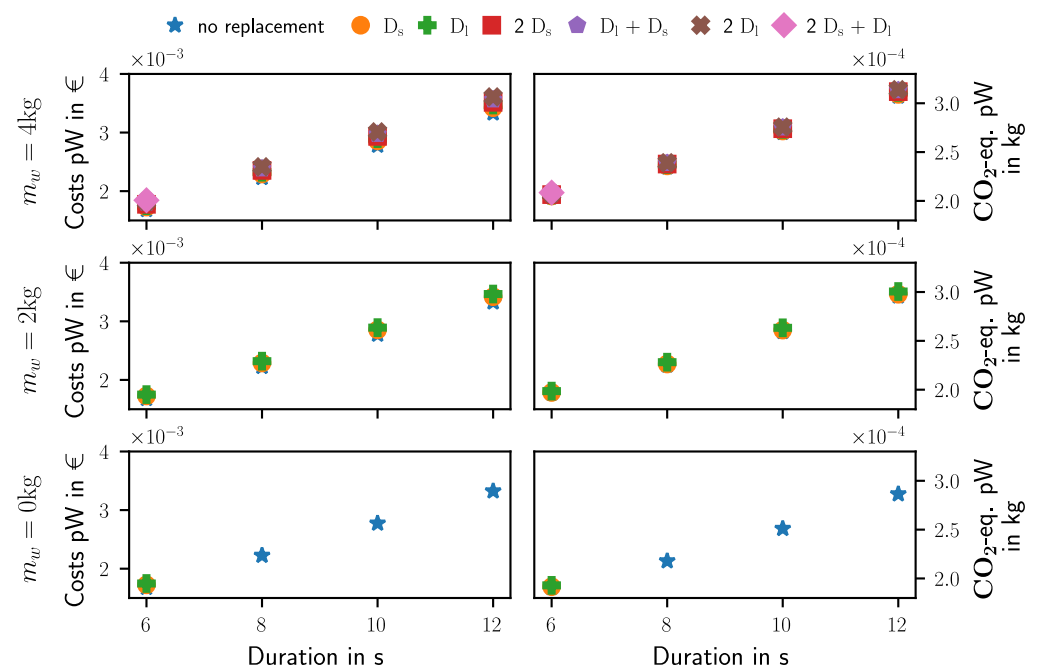 no replacement Dₛ Dₗ 2 Dₛ Dₗ + Dₛ 2 Dₗ 2 Dₛ + Dₗ
×10⁻³ ×10⁻⁴
m_w = 4kg
Costs pW in €
4
3
2
3.0
2.5
2.0
CO₂-eq. pW
in kg
×10⁻³ ×10⁻⁴
m_w = 2kg
Costs pW in €
4
3
2
3.0
2.5
2.0
CO₂-eq. pW
in kg
×10⁻³ ×10⁻⁴
m_w = 0kg
Costs pW in €
4
3
2
3.0
2.5
2.0
CO₂-eq. pW
in kg
6 8 10 12 6 8 10 12
Duration in s Duration in s